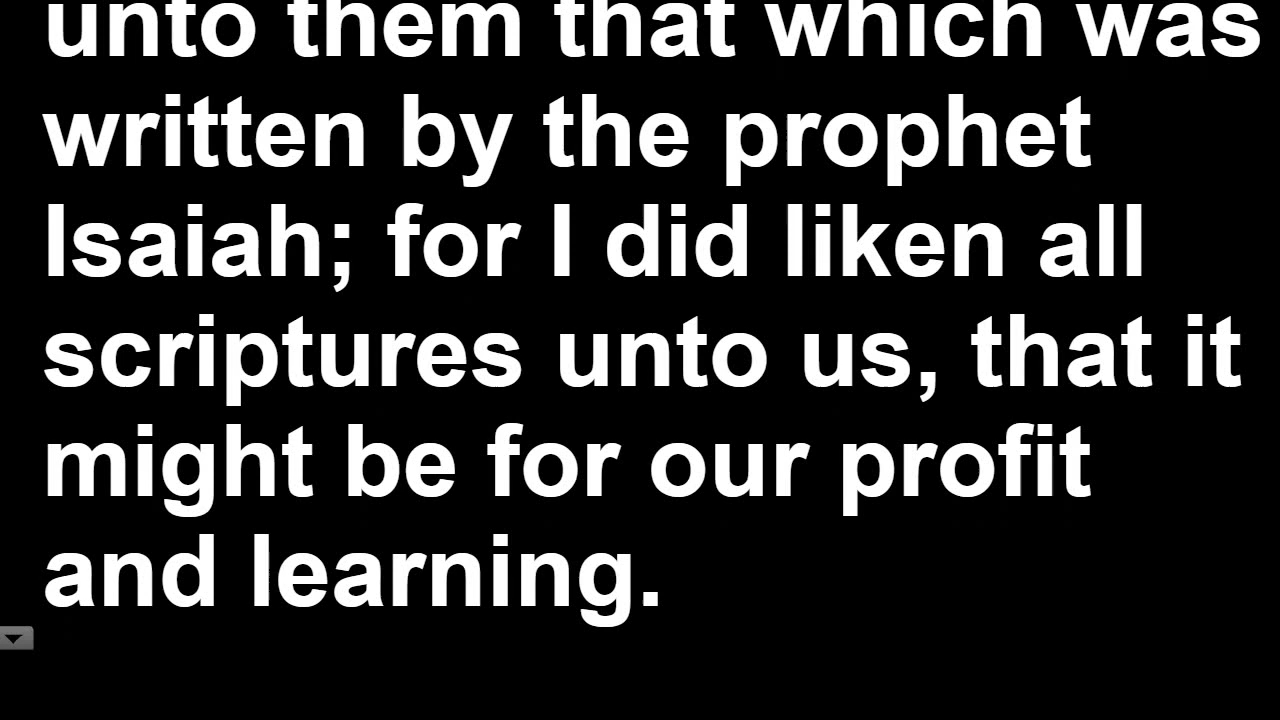 unto them that which was
written by the prophet
Isaiah; for I did liken all
scriptures unto us, that it
might be for our profit
and learning.